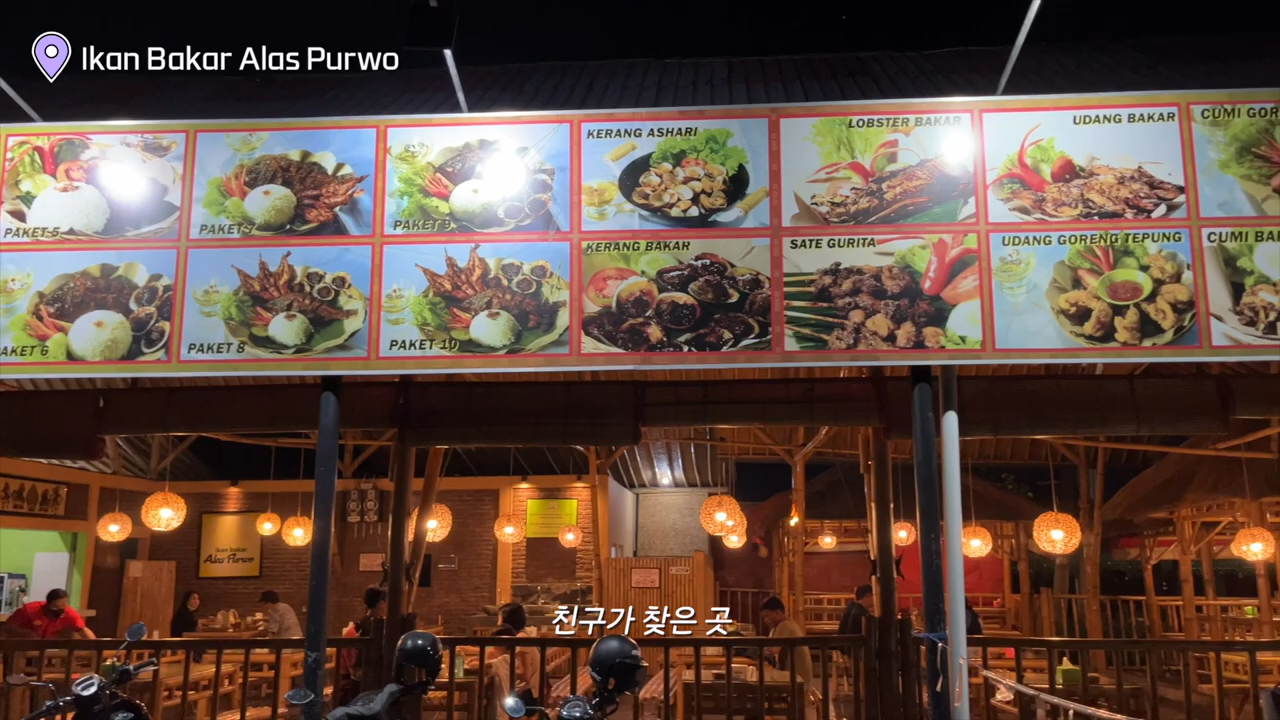 Ikan Bakar Alas Purwo
PAKET 5
PAKET 7
PAKET 9
KERANG ASHARI
LOBSTER BAKAR
UDANG BAKAR
CUMI GOR
PAKET 6
PAKET 8
PAKET 10
KERANG BAKAR
SATE GURITA
UDANG GORENG TEPUNG
CUMI BA
Ikan bakar
Alas Purwo
친구가 찾은 곳